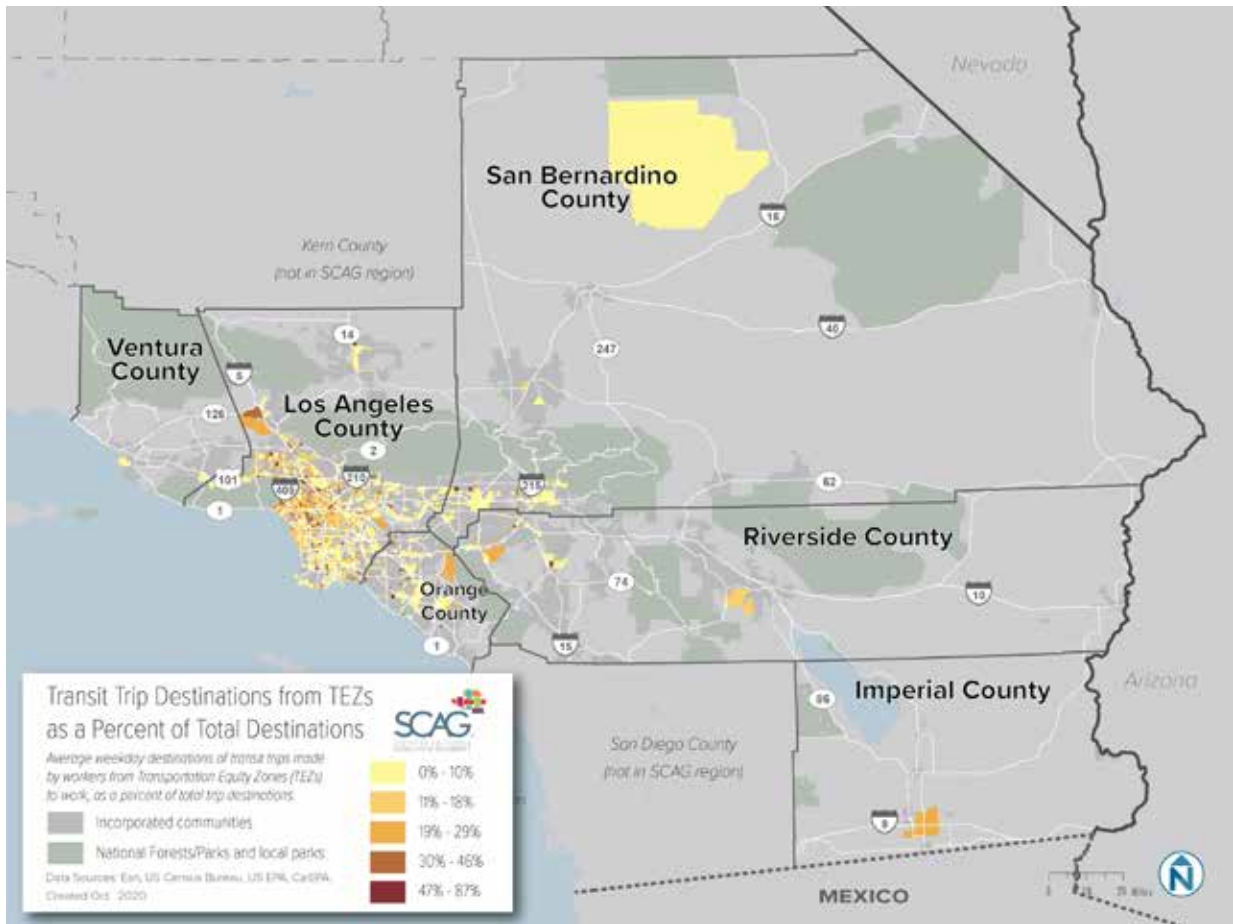 Nevada
San Bernardino
County
15
Kern County
(not in SCAG region)
40
14
247
Ventura
County
5
Los Angeles
County
126
2
62
101
405
210
215
1
Riverside County
74
10
Orange
County
1
15
Imperial County
Arizona
86
San Diego County
(not in SCAG region)
8
MEXICO
N
Transit Trip Destinations from TEZs
as a Percent of Total Destinations
SCAG
Average weekday destinations of transit trips made
by workers from Transportation Equity Zones (TEZs)
to work, as a percent of total trip destinations.
0% - 10%
11% - 18%
19% - 29%
30% - 46%
47% - 87%
Incorporated communities
National Forests/Parks and local parks
Data Sources: Esri, US Census Bureau, US EPA, CalEPA,
Created Oct. 2020